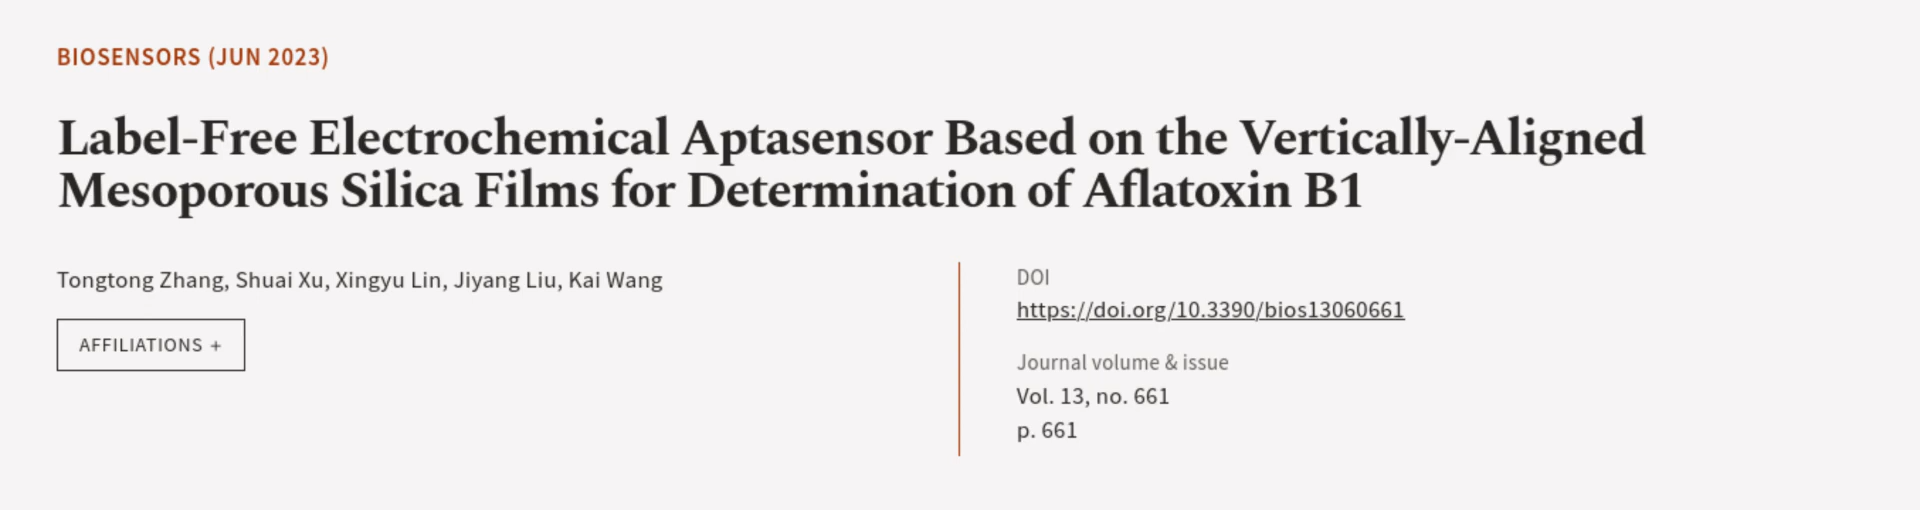 BIOSENSORS (JUN 2023)
Label-Free Electrochemical Aptasensor Based on the Vertically-Aligned
Mesoporous Silica Films for Determination of Aflatoxin B1
Tongtong Zhang, Shuai Xu, Xingyu Lin, Jiyang Liu, Kai Wang
AFFILIATIONS +
DOI
https://doi.org/10.3390/bios13060661
Journal volume & issue
Vol. 13, no. 661
p. 661